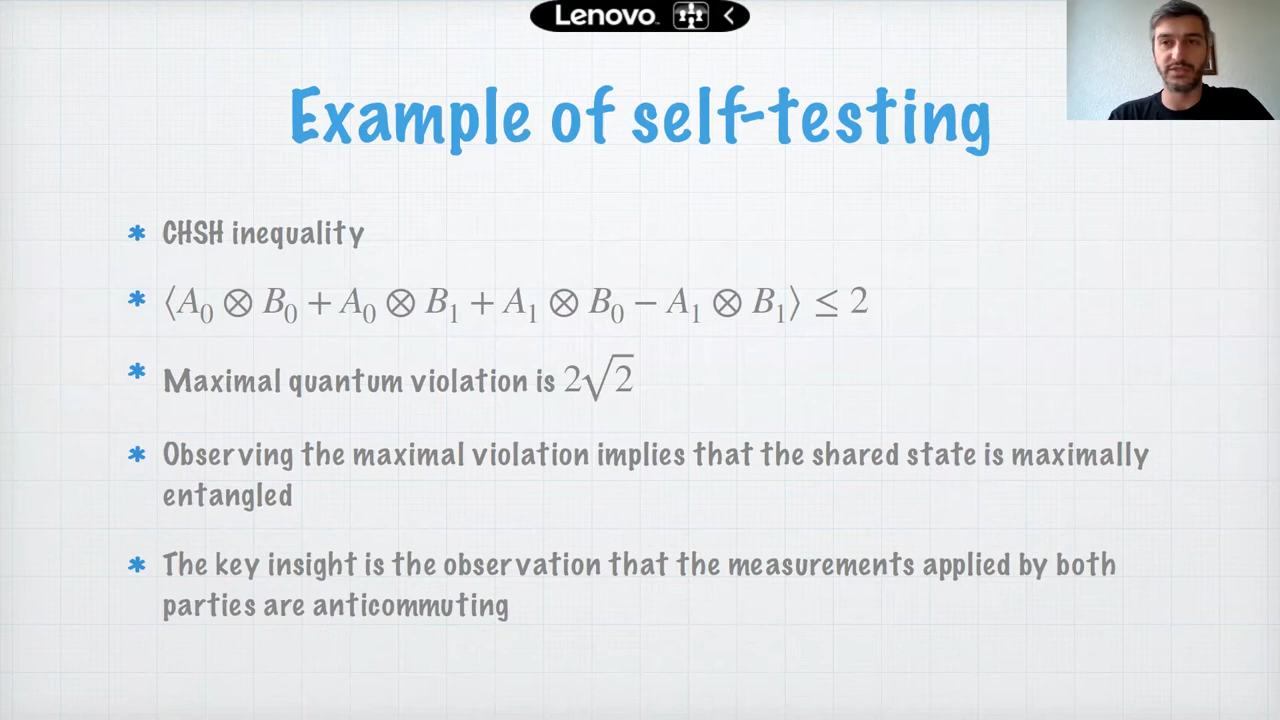 Lenovo
Example of self-testing
* CHSH inequality
* ⟨A₀ ⊗ B₀ + A₀ ⊗ B₁ + A₁ ⊗ B₀ − A₁ ⊗ B₁⟩ ≤ 2
* Maximal quantum violation is 2√2
* Observing the maximal violation implies that the shared state is maximally
entangled
* The key insight is the observation that the measurements applied by both
parties are anticommuting